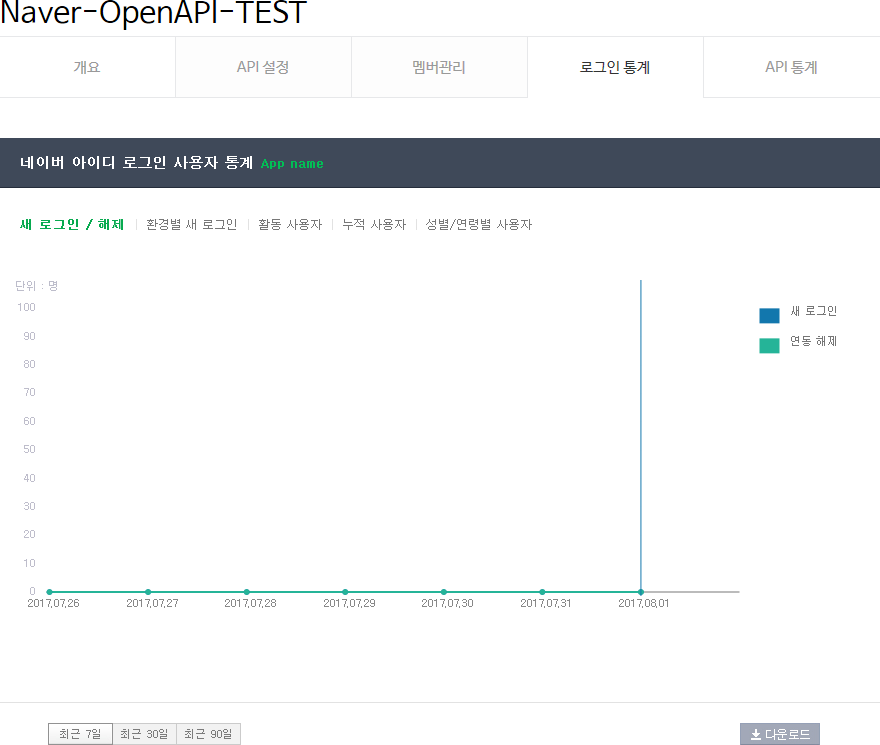 Naver-OpenAPI-TEST
개요 API 설정 멤버관리 로그인 통계 API 통계
네이버 아이디 로그인 사용자 통계 App name
새 로그인 / 해제 환경별 새 로그인 활동 사용자 누적 사용자 성별/연령별 사용자
단위 : 명
100
90
80
70
60
50
40
30
20
10
0
2017.07.26 2017.07.27 2017.07.28 2017.07.29 2017.07.30 2017.07.31 2017.08.01
새 로그인
연동 해제
최근 7일 최근 30일 최근 90일 다운로드